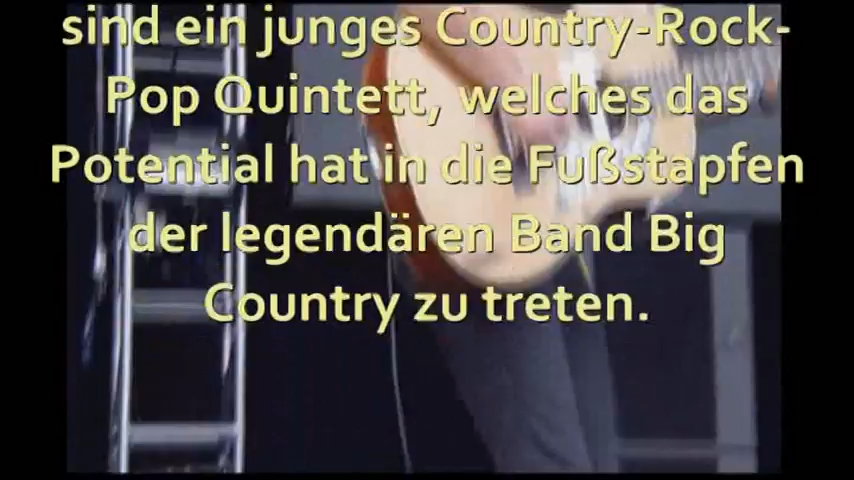 sind ein junges Country-Rock-
Pop Quintett, welches das
Potential hat in die Fußstapfen
der legendären Band Big
Country zu treten.